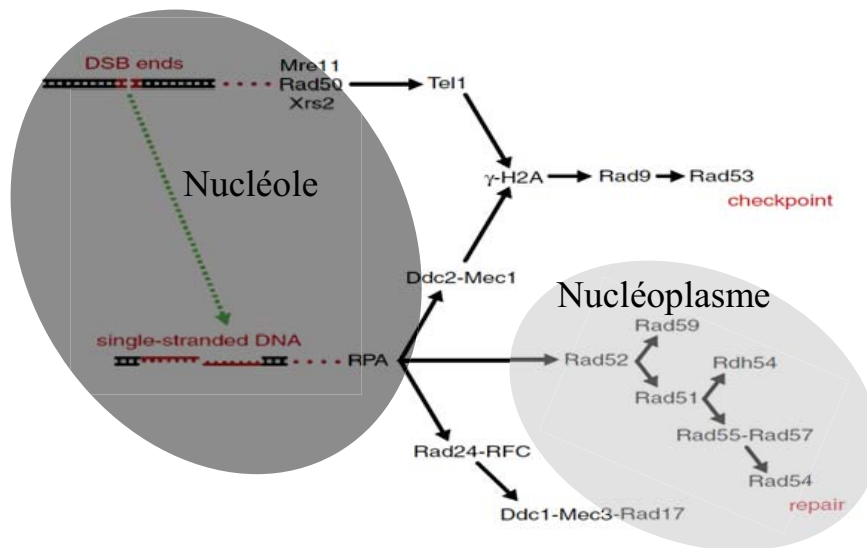 DSB ends
Mre11
Rad50
Xrs2
Tel1
Nucléole
γ-H2A
Rad9
Rad53
checkpoint
Ddc2-Mec1
Nucléoplasme
single-stranded DNA
RPA
Rad52
Rad59
Rad51
Rdh54
Rad55-Rad57
Rad54
repair
Rad24-RFC
Ddc1-Mec3-Rad17